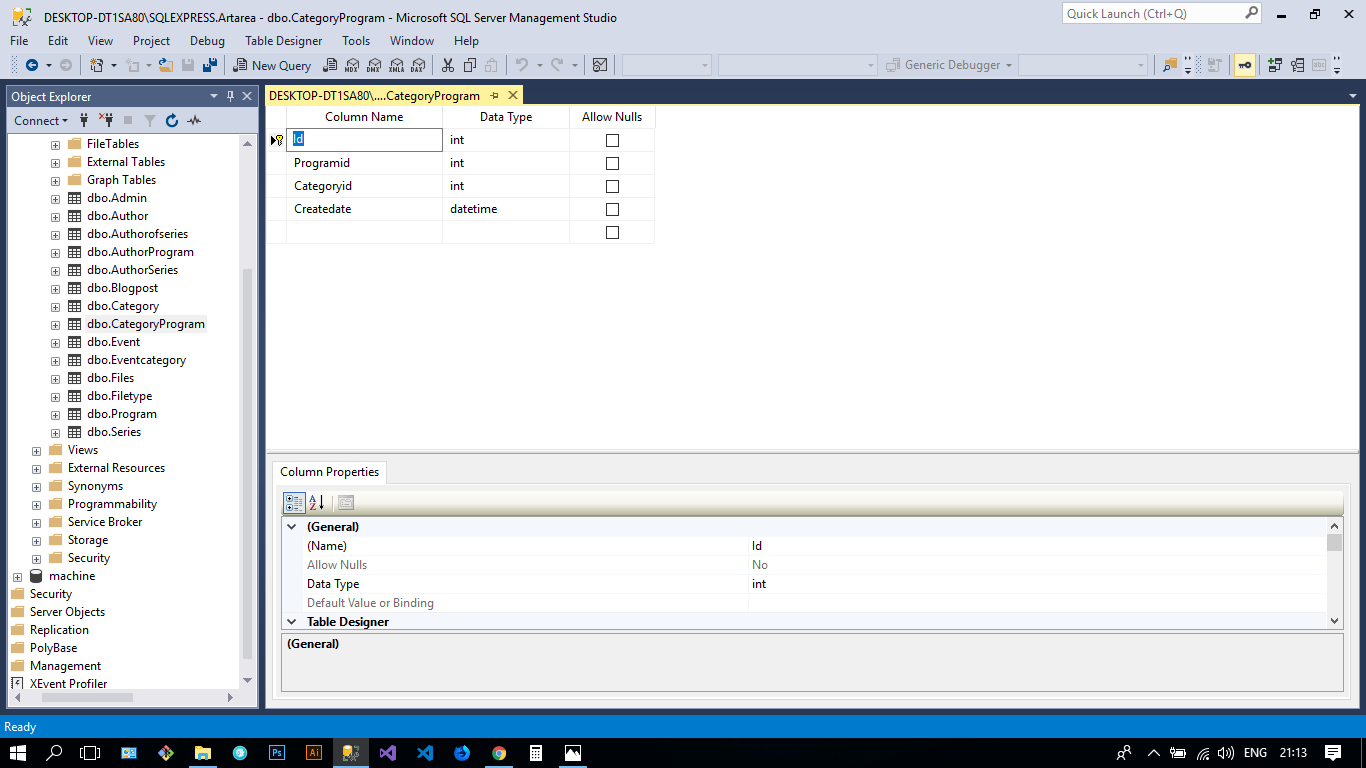 DESKTOP-DT1SA80\SQLEXPRESS.Artarea - dbo.CategoryProgram - Microsoft SQL Server Management Studio
Quick Launch (Ctrl+Q)
File Edit View Project Debug Table Designer Tools Window Help
New Query MDX DMX XMLA DAX Generic Debugger
Object Explorer
DESKTOP-DT1SA80\....CategoryProgram
Connect
Column Name Data Type Allow Nulls
Id int
Programid int
Categoryid int
Createdate datetime
FileTables
External Tables
Graph Tables
dbo.Admin
dbo.Author
dbo.Authorofseries
dbo.AuthorProgram
dbo.AuthorSeries
dbo.Blogpost
dbo.Category
dbo.CategoryProgram
dbo.Event
dbo.Eventcategory
dbo.Files
dbo.Filetype
dbo.Program
dbo.Series
Views
External Resources
Synonyms
Programmability
Service Broker
Storage
Security
machine
Security
Server Objects
Replication
PolyBase
Management
XEvent Profiler
Column Properties
A
Z
(General)
(Name) Id
Allow Nulls No
Data Type int
Default Value or Binding
Table Designer
(General)
Ready
Ps Ai ENG 21:13